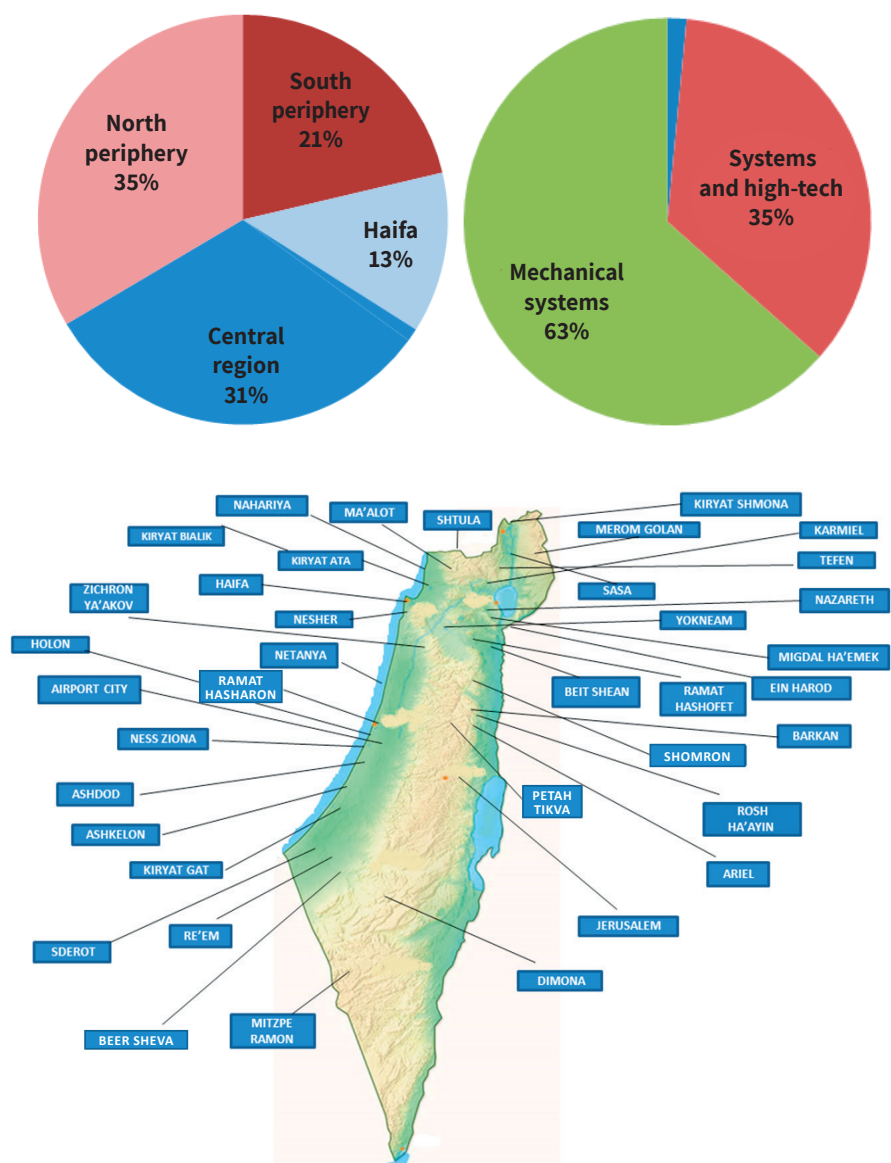 South
periphery
21%
North
periphery
35%
Haifa
13%
Central
region
31%
Systems
and high-tech
35%
Mechanical
systems
63%
NAHARIYA
MA'ALOT
SHTULA
KIRYAT SHMONA
KIRYAT BIALIK
MEROM GOLAN
KARMIEL
KIRYAT ATA
TEFEN
HAIFA
SASA
ZICHRON
YA'AKOV
NAZARETH
NESHER
YOKNEAM
HOLON
NETANYA
MIGDAL HA'EMEK
AIRPORT CITY
RAMAT
HASHARON
BEIT SHEAN
RAMAT
HASHOFET
EIN HAROD
NESS ZIONA
BARKAN
SHOMRON
ASHDOD
PETAH
TIKVA
ASHKELON
ROSH
HA'AYIN
KIRYAT GAT
ARIEL
RE'EM
JERUSALEM
SDEROT
DIMONA
BEER SHEVA
MITZPE
RAMON